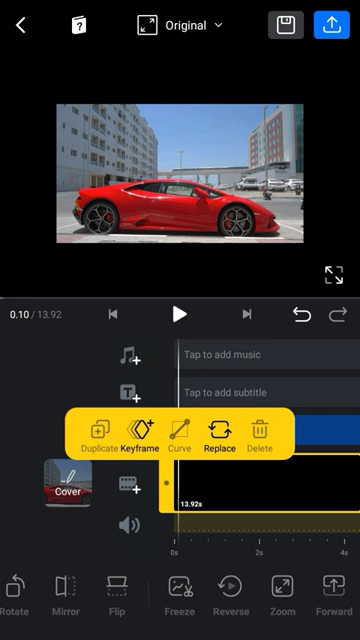 Original
0.10 / 13.92
Tap to add music
Tap to add subtitle
Duplicate Keyframe Curve Replace Delete
Cover
13.92s
0s 2s 4s
Rotate Mirror Flip Freeze Reverse Zoom Forward